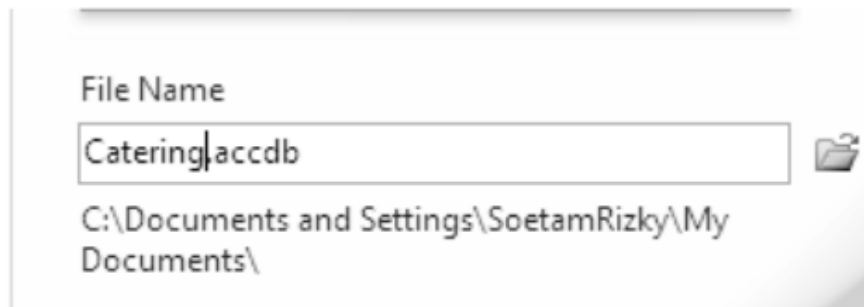 File Name
Catering.accdb
C:\Documents and Settings\SoetamRizky\My
Documents\